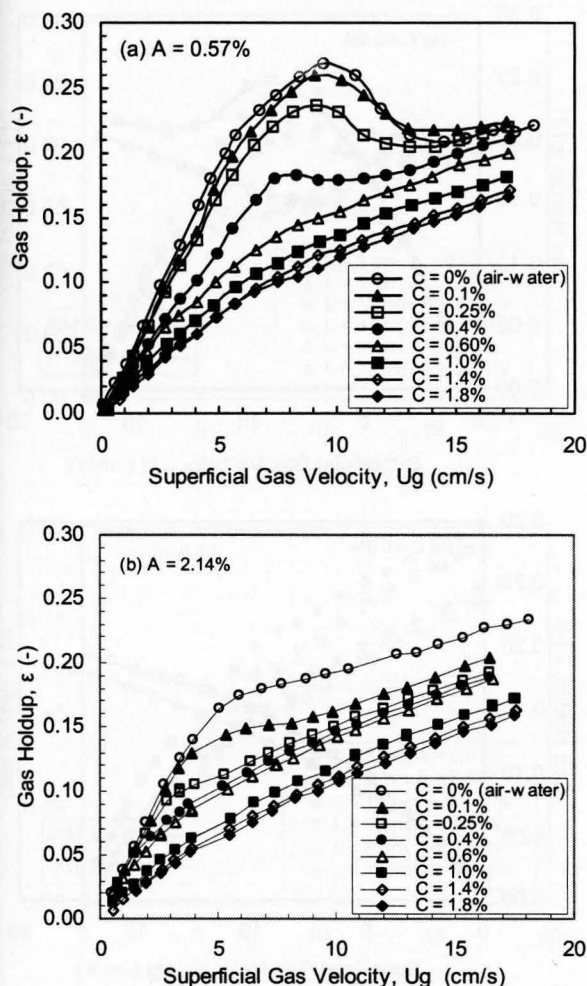 (a) A = 0.57%
Gas Holdup, ε (-)
0.30
0.25
0.20
0.15
0.10
0.05
0.00
C = 0% (air-water)
C = 0.1%
C = 0.25%
C = 0.4%
C = 0.60%
C = 1.0%
C = 1.4%
C = 1.8%
0 5 10 15 20
Superficial Gas Velocity, Ug (cm/s)
(b) A = 2.14%
Gas Holdup, ε (-)
0.30
0.25
0.20
0.15
0.10
0.05
0.00
C = 0% (air-water)
C = 0.1%
C =0.25%
C = 0.4%
C = 0.6%
C = 1.0%
C = 1.4%
C = 1.8%
0 5 10 15 20
Superficial Gas Velocity, Ug (cm/s)